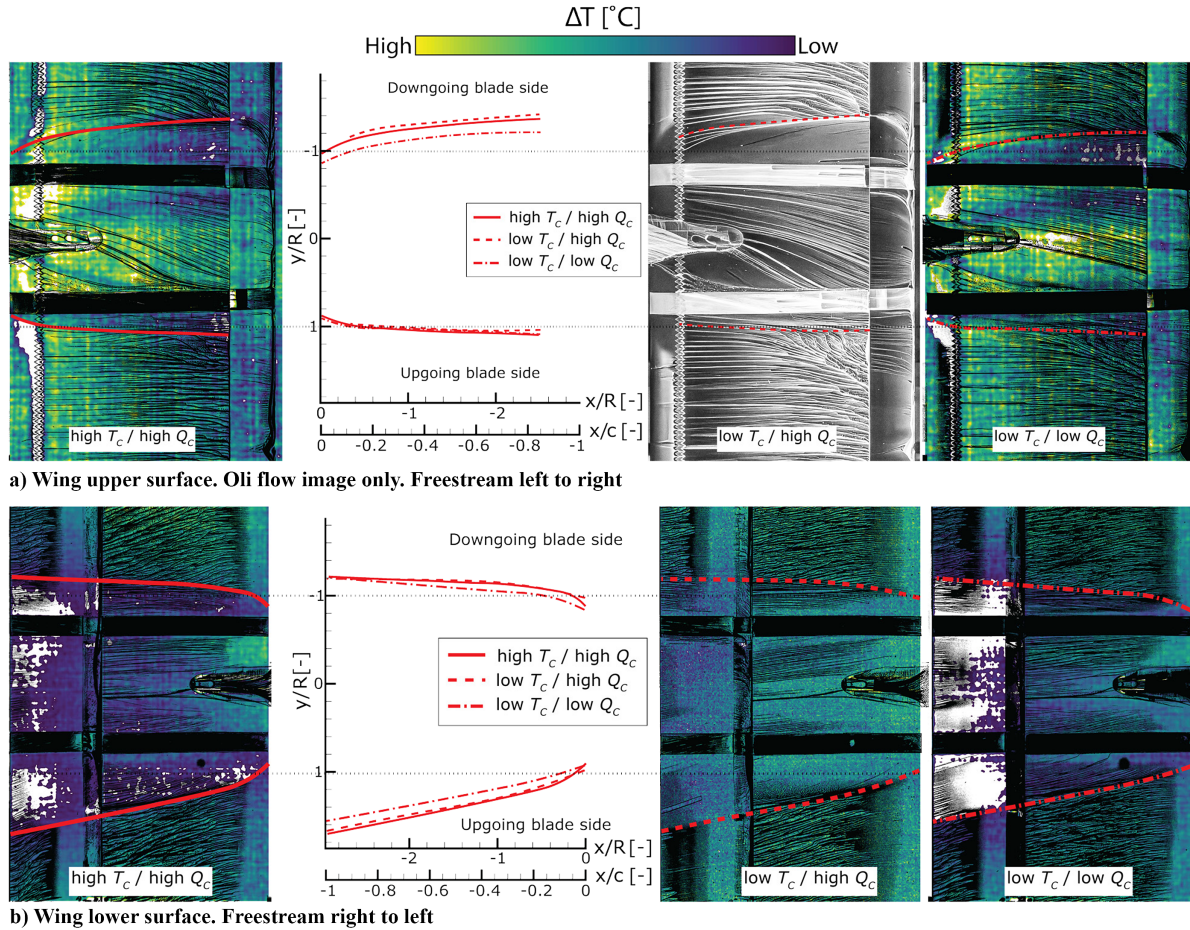 ΔT [˚C]
High Low
Downgoing blade side
-1
0
1
y/R [-]
high T_C / high Q_C
low T_C / high Q_C
low T_C / low Q_C
Upgoing blade side
0 -1 -2 x/R [-]
0 -0.2 -0.4 -0.6 -0.8 -1 x/c [-]
high T_C / high Q_C
low T_C / high Q_C
low T_C / low Q_C
a) Wing upper surface. Oli flow image only. Freestream left to right
Downgoing blade side
-1
0
1
y/R [-]
high T_C / high Q_C
low T_C / high Q_C
low T_C / low Q_C
Upgoing blade side
-2 -1 0 x/R [-]
-1 -0.8 -0.6 -0.4 -0.2 0 x/c [-]
high T_C / high Q_C
low T_C / high Q_C
low T_C / low Q_C
b) Wing lower surface. Freestream right to left